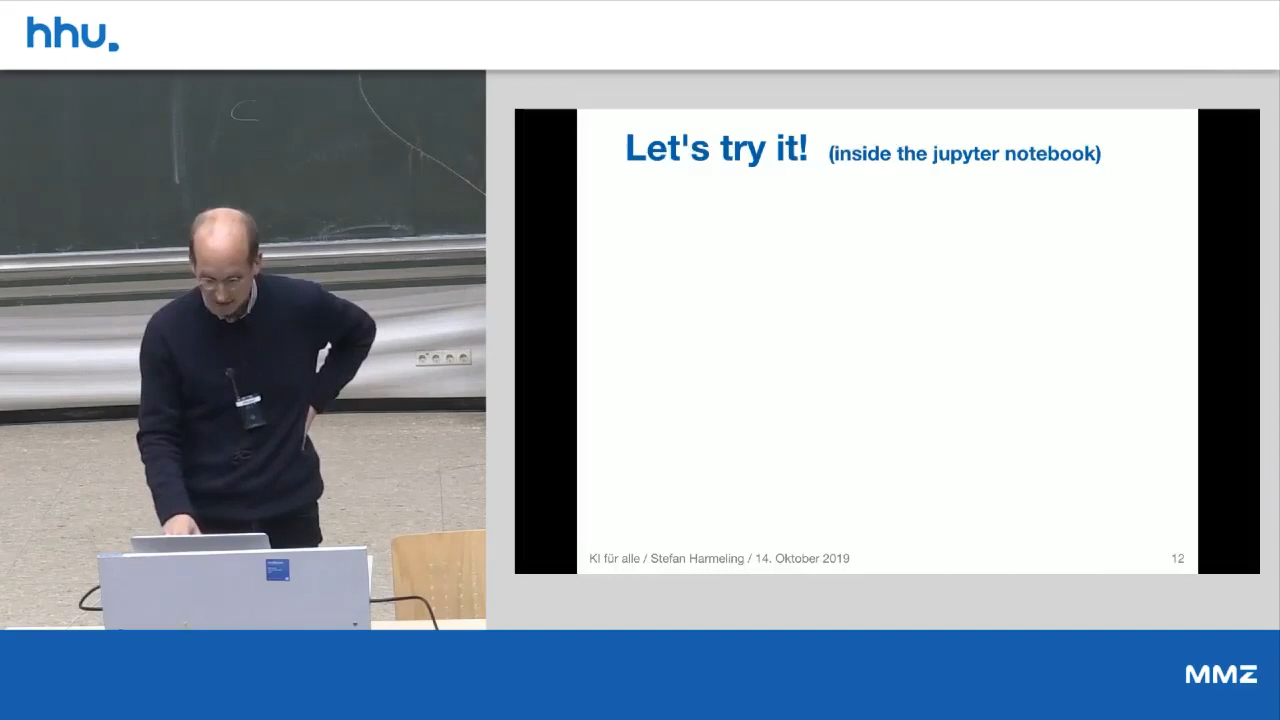 hhu.
Let's try it! (inside the jupyter notebook)
KI für alle / Stefan Harmeling / 14. Oktober 2019
12
MMZ